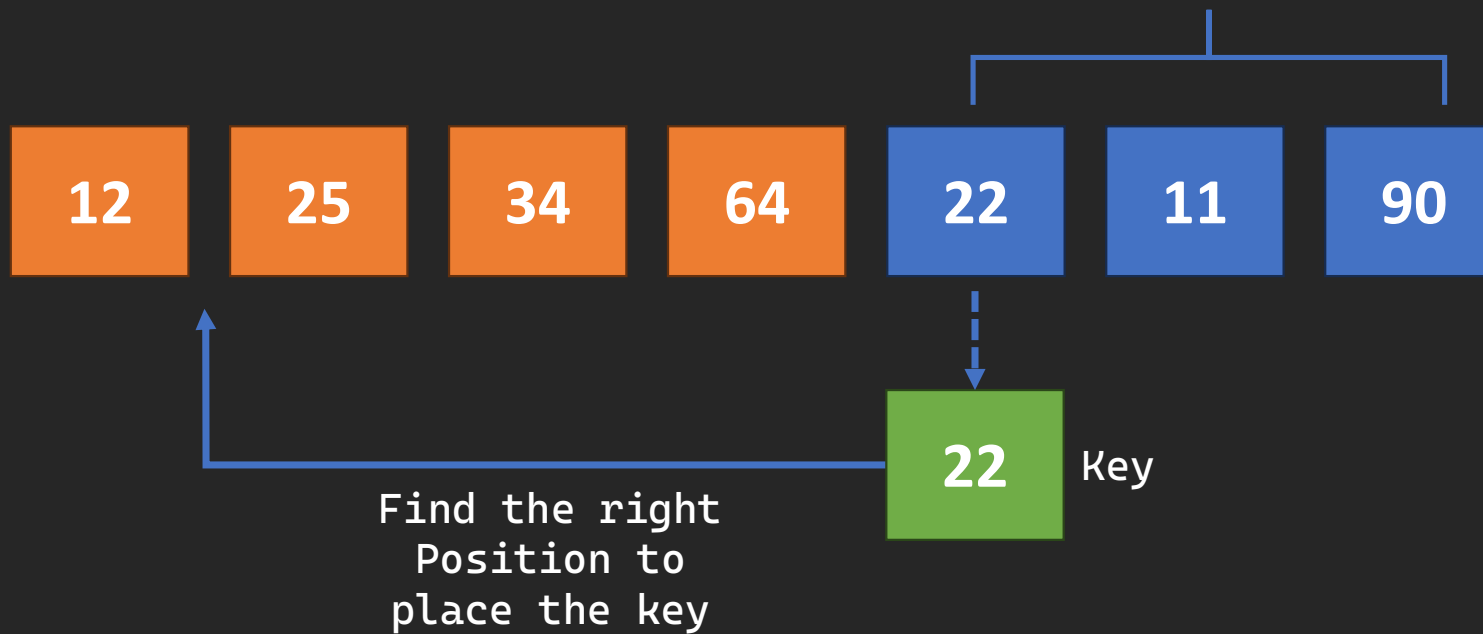 12 25 34 64 22 11 90
22 Key
Find the right
Position to
place the key